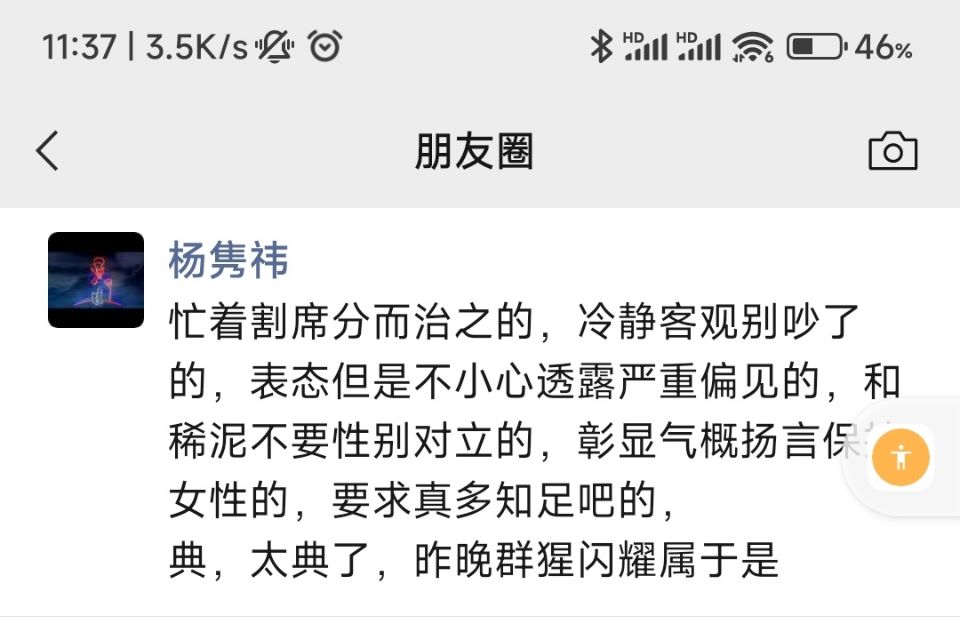 11:37 | 3.5K/s HD HD 6 46%
朋友圈
杨隽祎
忙着割席分而治之的，冷静客观别吵了
的，表态但是不小心透露严重偏见的，和
稀泥不要性别对立的，彰显气概扬言保
女性的，要求真多知足吧的，
典，太典了，昨晚群猩闪耀属于是